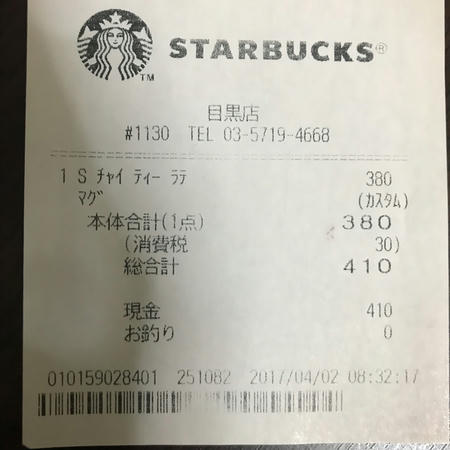 STARBUCKS®
TM
目黒店
#1130 TEL 03-5719-4668
1 S ﾁｬｲ ﾃｨｰ ﾗﾃ 380
ﾏｸﾞ (ｶｽﾀﾑ)
本体合計(1点) 380
(消費税 30)
総合計 410
現金 410
お釣り 0
010159028401 251082 2017/04/02 08:32:17